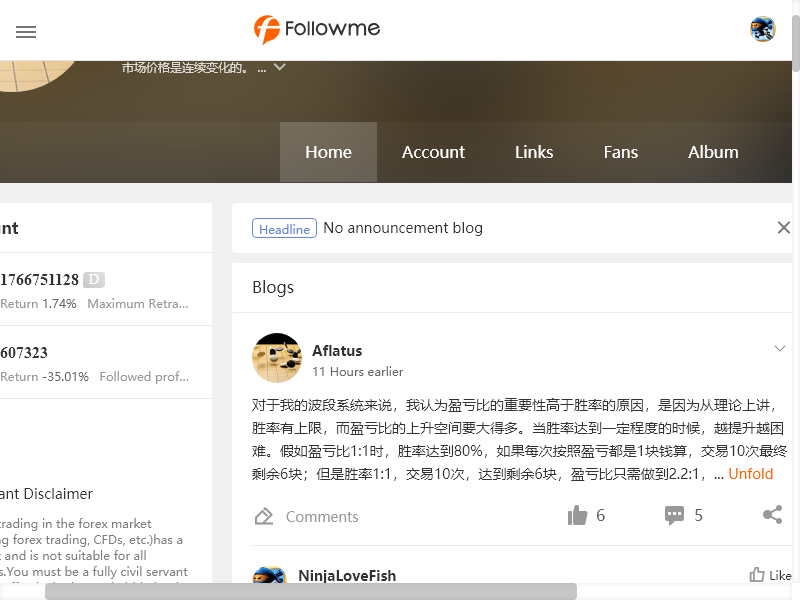 Followme
市场价格是连续变化的。 ...
Home Account Links Fans Album
Headline No announcement blog
Blogs
Aflatus
11 Hours earlier
对于我的波段系统来说，我认为盈亏比的重要性高于胜率的原因，是因为从理论上讲，
胜率有上限，而盈亏比的上升空间要大得多。当胜率达到一定程度的时候，越提升越困
难。假如盈亏比1:1时，胜率达到80%，如果每次按照盈亏都是1块钱算，交易10次最终
剩余6块；但是胜率1:1，交易10次，达到剩余6块，盈亏比只需做到2.2:1，... Unfold
Comments 6 5
NinjaLoveFish Like
nt
1766751128 D
Return 1.74% Maximum Retra...
607323
Return -35.01% Followed prof...
ant Disclaimer
trading in the forex market
g forex trading, CFDs, etc.)has a
and is not suitable for all
s.You must be a fully civil servant